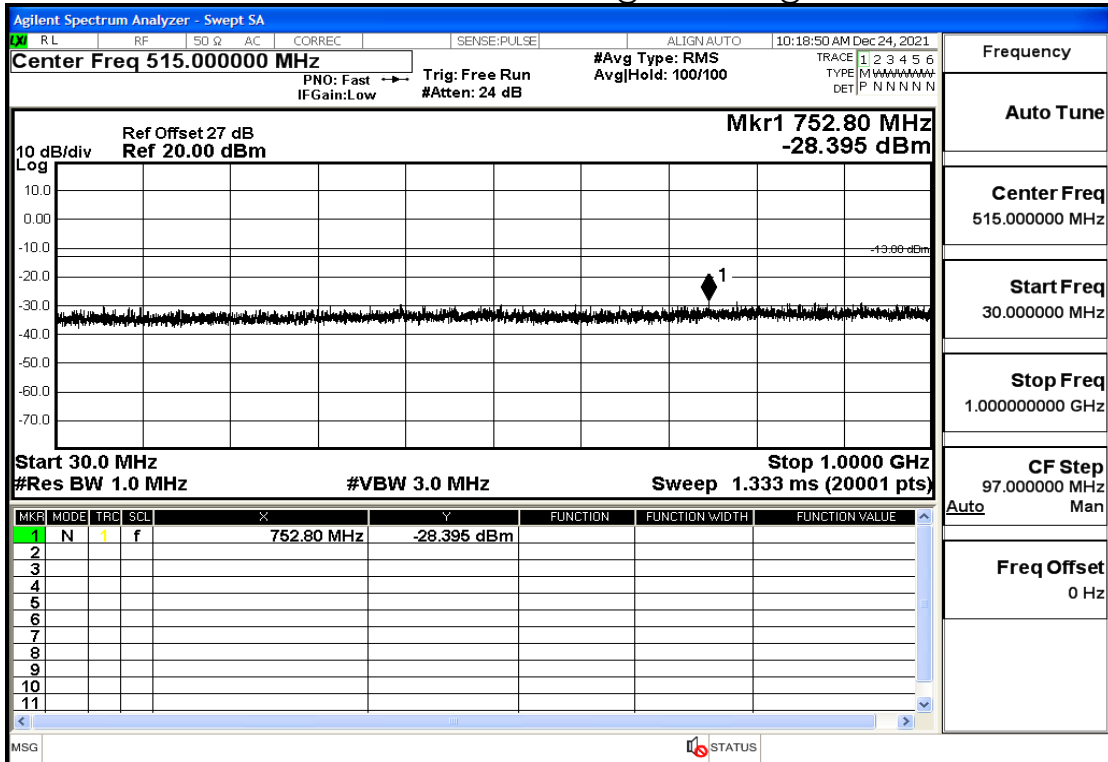 Agilent Spectrum Analyzer - Swept SA
LXI RL RF 50 Ω AC CORREC SENSE:PULSE ALIGN AUTO 10:18:50 AM Dec 24, 2021
Center Freq 515.000000 MHz
PNO: Fast
IFGain:Low
Trig: Free Run
#Atten: 24 dB
#Avg Type: RMS
Avg|Hold: 100/100
TRACE 1 2 3 4 5 6
TYPE M WWWWW
DET P N N N N N
Ref Offset 27 dB
10 dB/div Ref 20.00 dBm
Log
Mkr1 752.80 MHz
-28.395 dBm
10.0
0.00
-10.0
-13.00 dBm
-20.0
1
-30.0
-40.0
-50.0
-60.0
-70.0
Start 30.0 MHz Stop 1.0000 GHz
#Res BW 1.0 MHz #VBW 3.0 MHz Sweep 1.333 ms (20001 pts)
MKR MODE TRC SCL X Y FUNCTION FUNCTION WIDTH FUNCTION VALUE
1 N 1 f 752.80 MHz -28.395 dBm
2
3
4
5
6
7
8
9
10
11
MSG STATUS
Frequency
Auto Tune
Center Freq
515.000000 MHz
Start Freq
30.000000 MHz
Stop Freq
1.000000000 GHz
CF Step
97.000000 MHz
Auto Man
Freq Offset
0 Hz